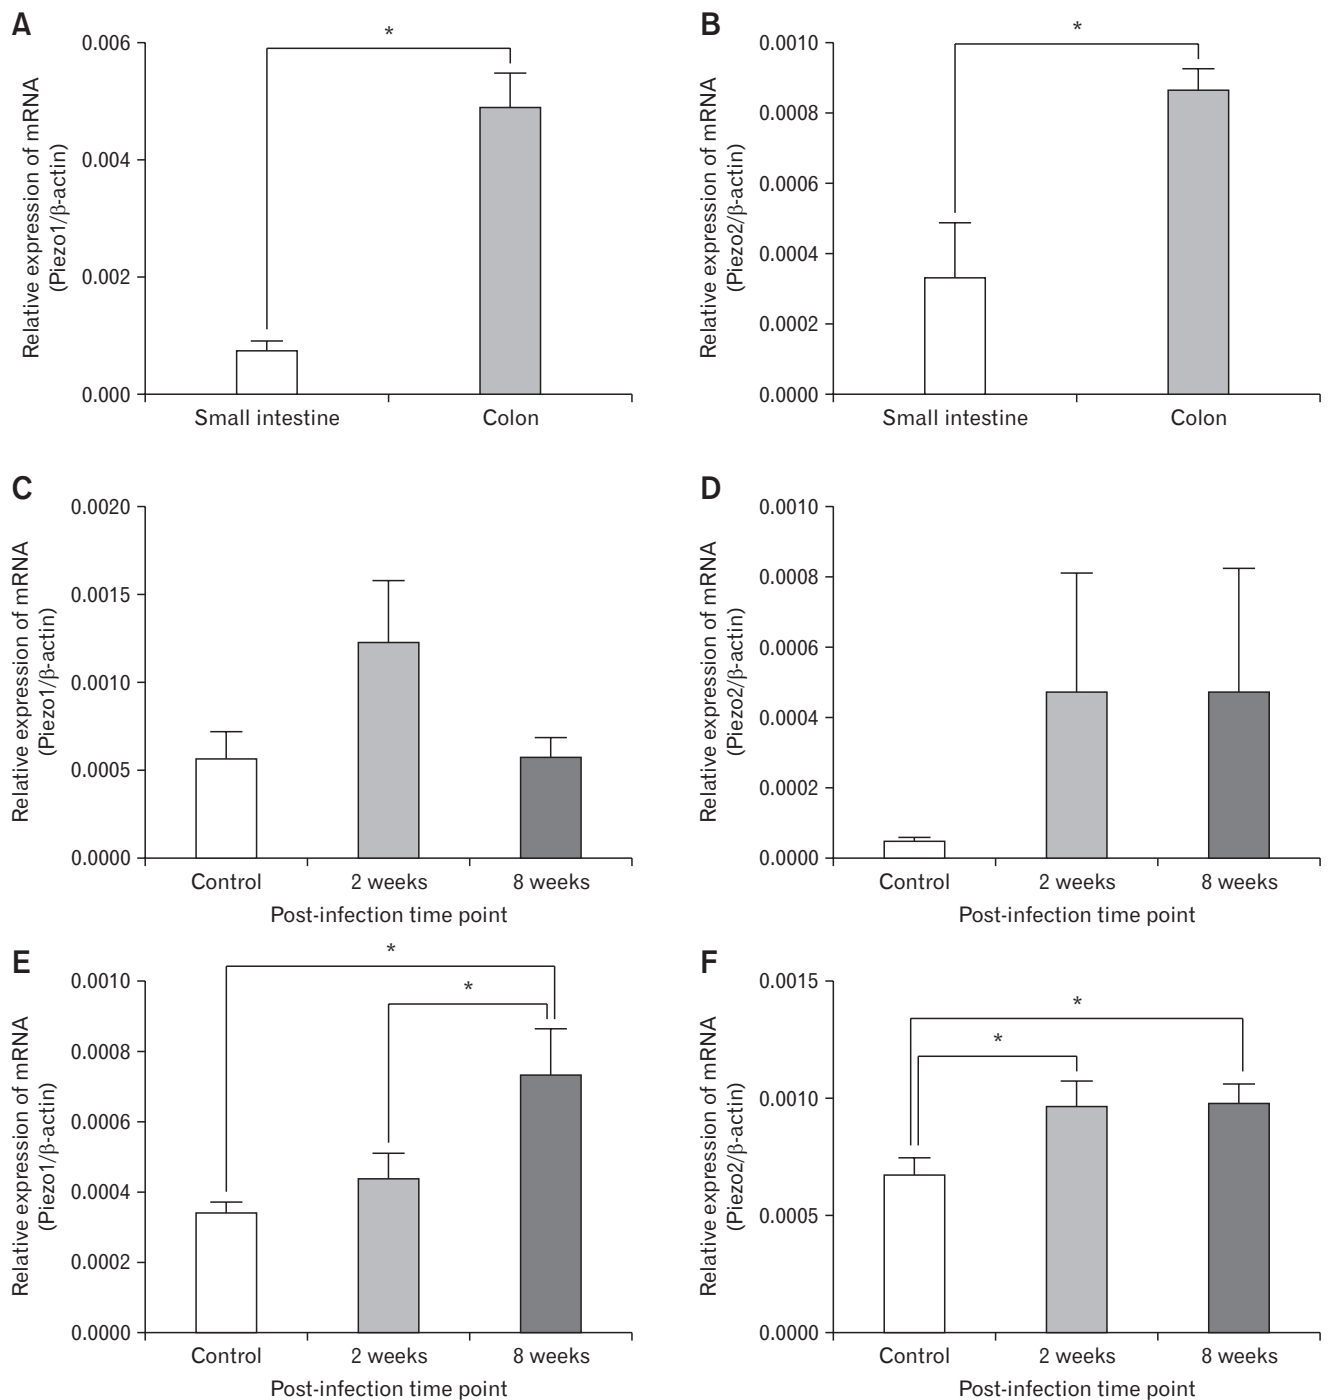 A
Relative expression of mRNA
(Piezo1/β-actin)
0.006
0.004
0.002
0.000
*
Small intestine
Colon
B
Relative expression of mRNA
(Piezo2/β-actin)
0.0010
0.0008
0.0006
0.0004
0.0002
0.0000
*
Small intestine
Colon
C
Relative expression of mRNA
(Piezo1/β-actin)
0.0020
0.0015
0.0010
0.0005
0.0000
Control
2 weeks
8 weeks
Post-infection time point
D
Relative expression of mRNA
(Piezo2/β-actin)
0.0010
0.0008
0.0006
0.0004
0.0002
0.0000
Control
2 weeks
8 weeks
Post-infection time point
E
Relative expression of mRNA
(Piezo1/β-actin)
0.0010
0.0008
0.0006
0.0004
0.0002
0.0000
*
*
Control
2 weeks
8 weeks
Post-infection time point
F
Relative expression of mRNA
(Piezo2/β-actin)
0.0015
0.0010
0.0005
0.0000
*
*
Control
2 weeks
8 weeks
Post-infection time point